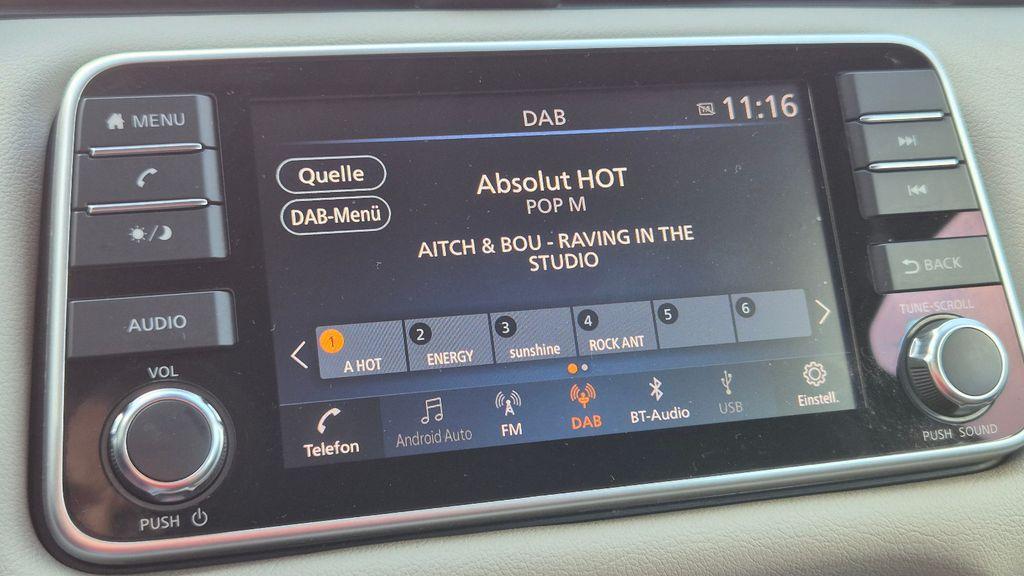 MENU
DAB
11:16
Quelle
Absolut HOT
POP M
DAB-Menü
AITCH & BOU - RAVING IN THE
STUDIO
BACK
AUDIO
TUNE-SCROLL
1
2
3
4
5
6
A HOT
ENERGY
sunshine
ROCK ANT
VOL
Telefon
Android Auto
FM
DAB
BT-Audio
USB
Einstell.
PUSH SOUND
PUSH